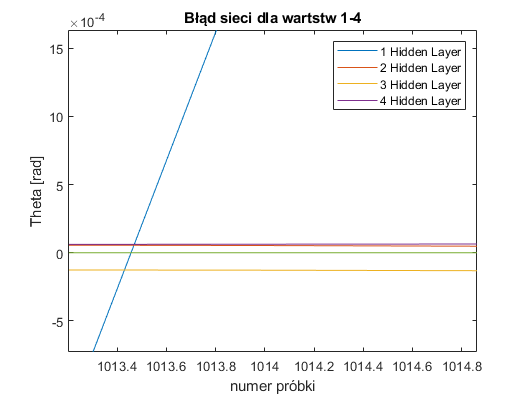 Błąd sieci dla wartstw 1-4
×10⁻⁴
15
10
5
0
-5
Theta [rad]
1 Hidden Layer
2 Hidden Layer
3 Hidden Layer
4 Hidden Layer
1013.4 1013.6 1013.8 1014 1014.2 1014.4 1014.6 1014.8
numer próbki